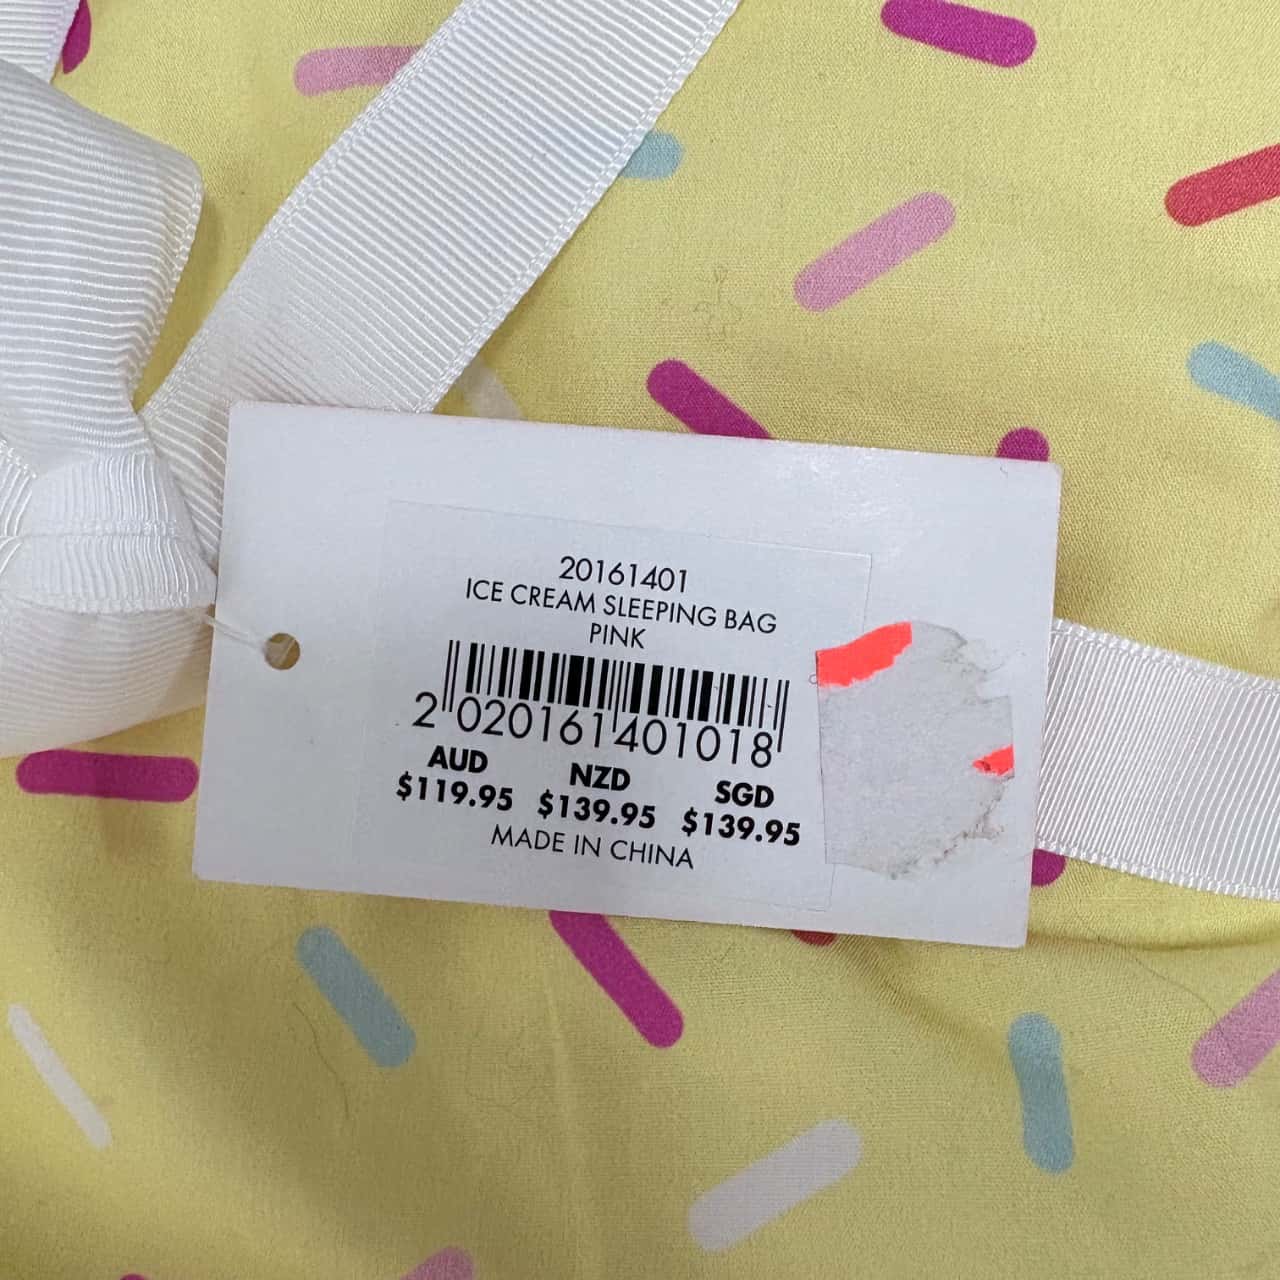 20161401
ICE CREAM SLEEPING BAG
PINK
2 020161 401018
AUD NZD SGD
$119.95 $139.95 $139.95
MADE IN CHINA